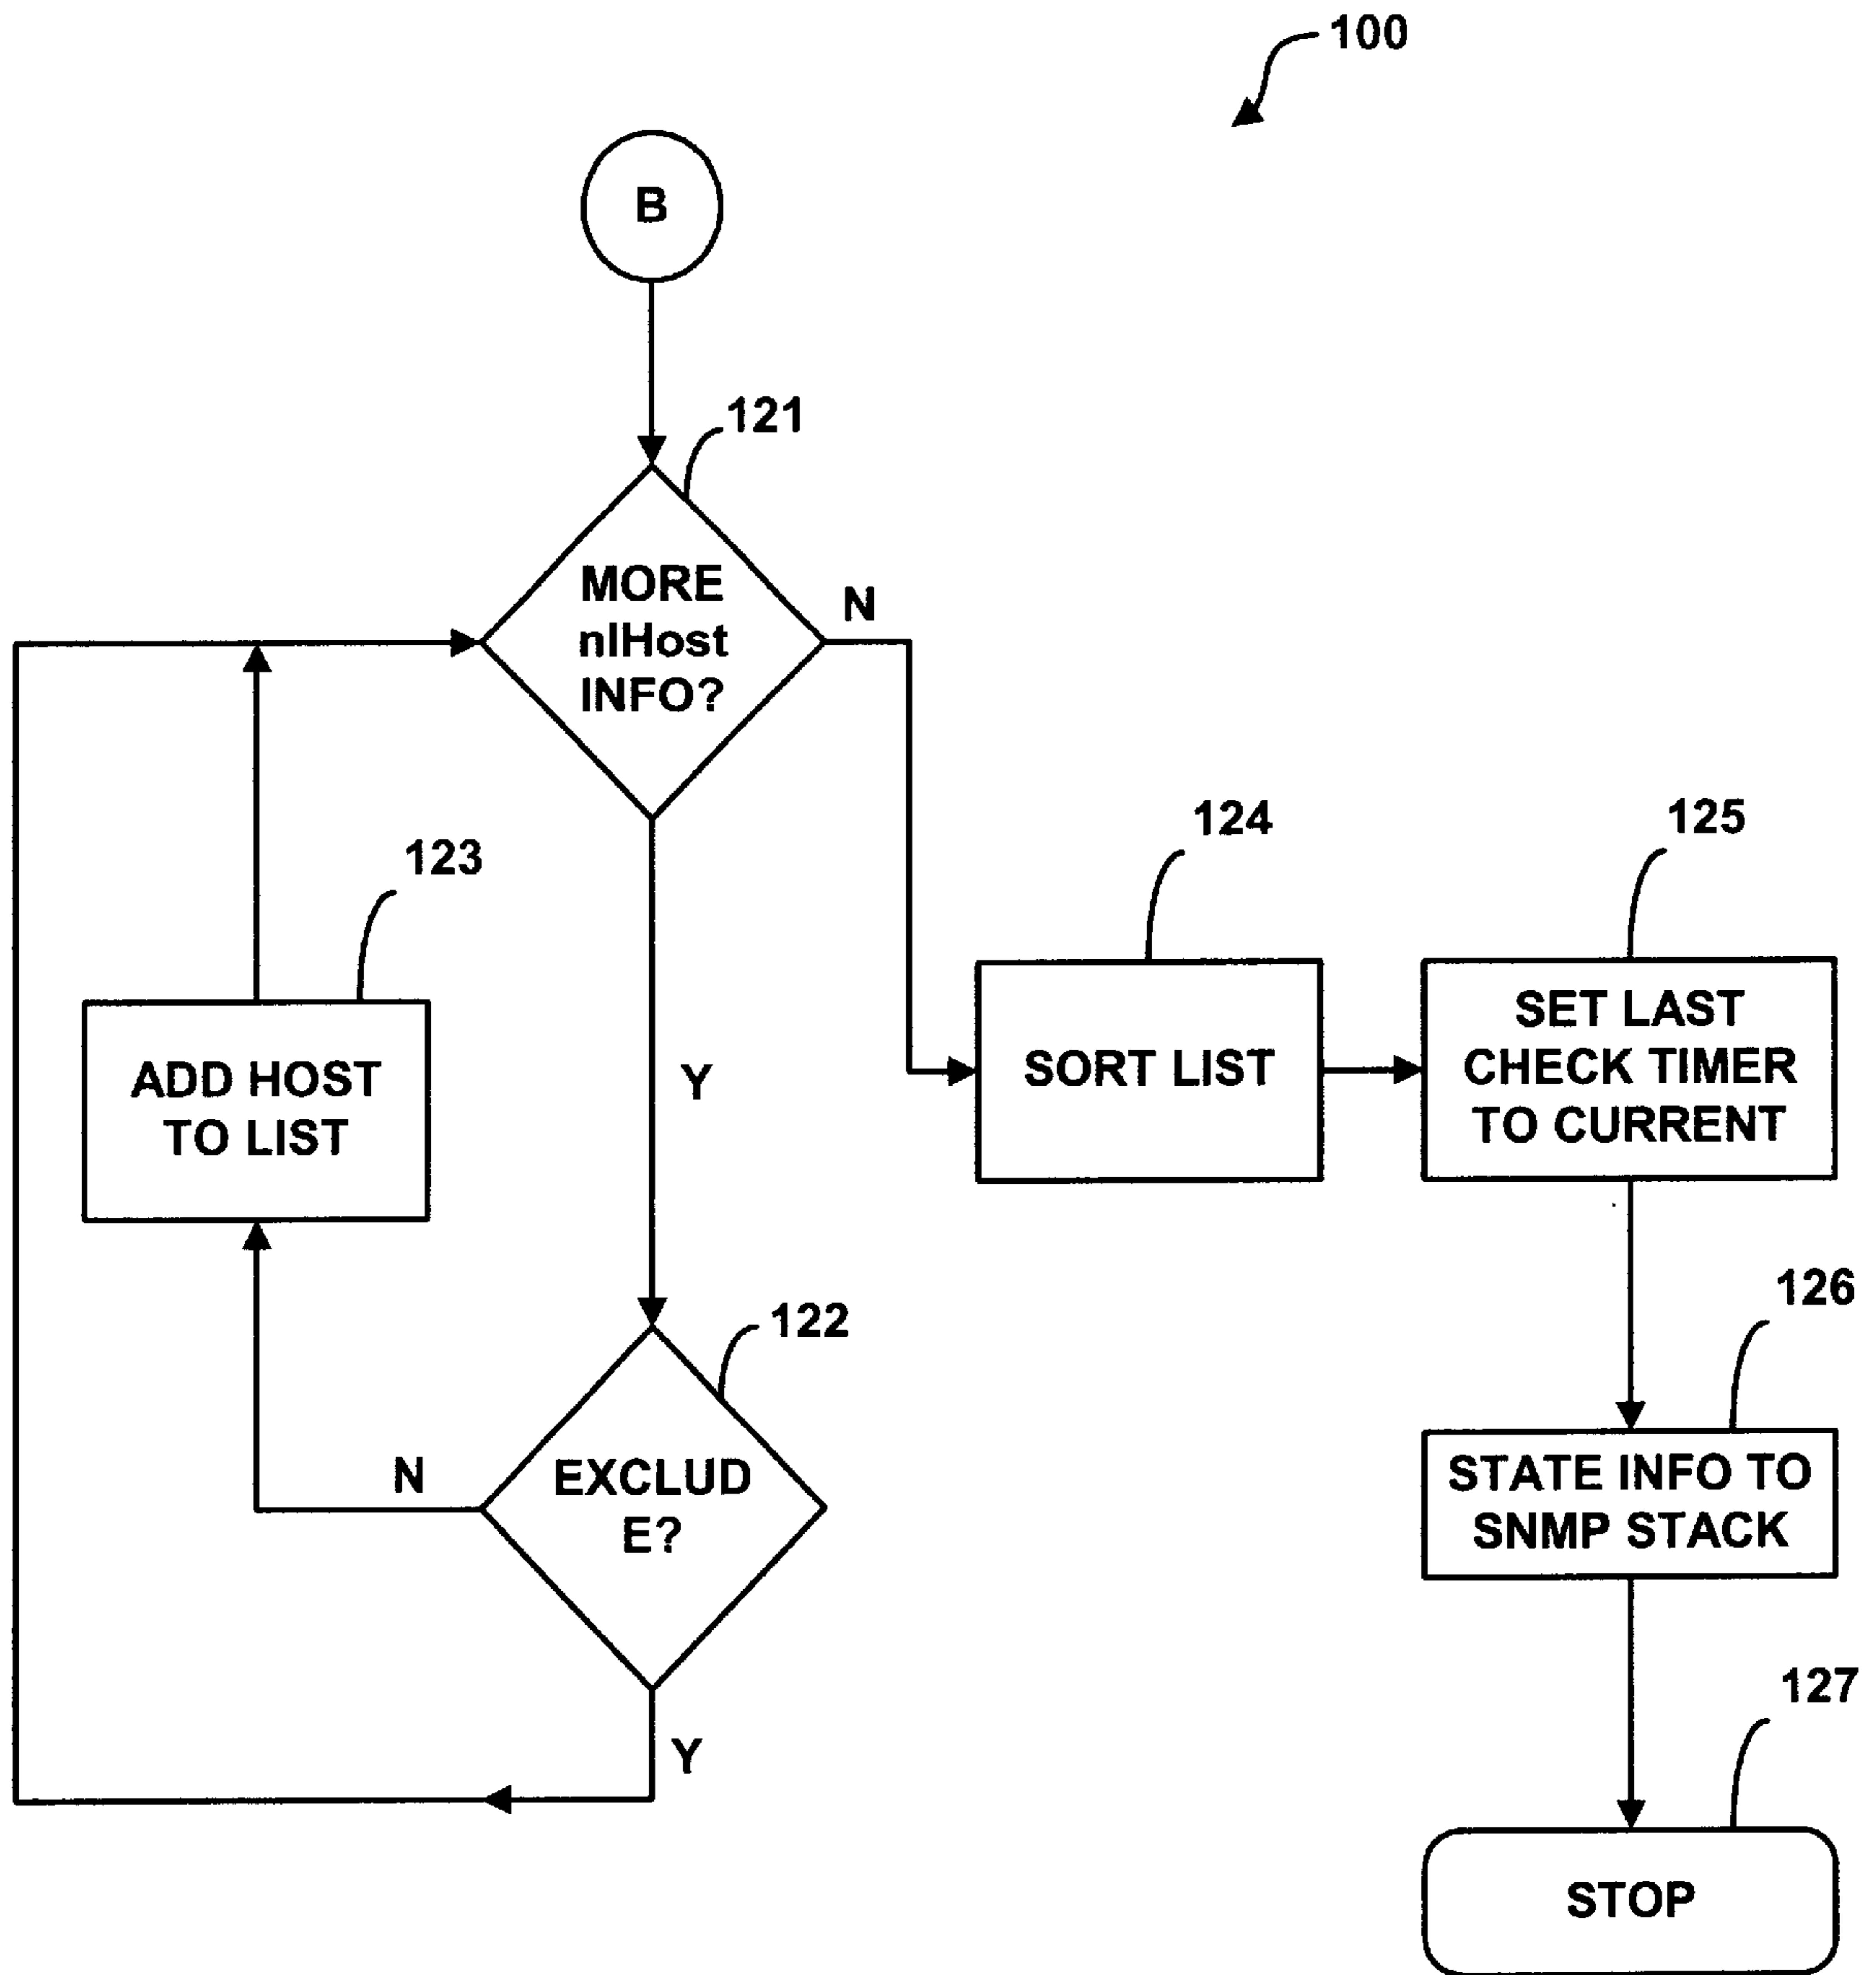 100
B
121
MORE
nlHost
INFO?
N
123
124
125
ADD HOST
TO LIST
Y
SORT LIST
SET LAST
CHECK TIMER
TO CURRENT
122
126
N
EXCLUD
E?
STATE INFO TO
SNMP STACK
Y
127
STOP